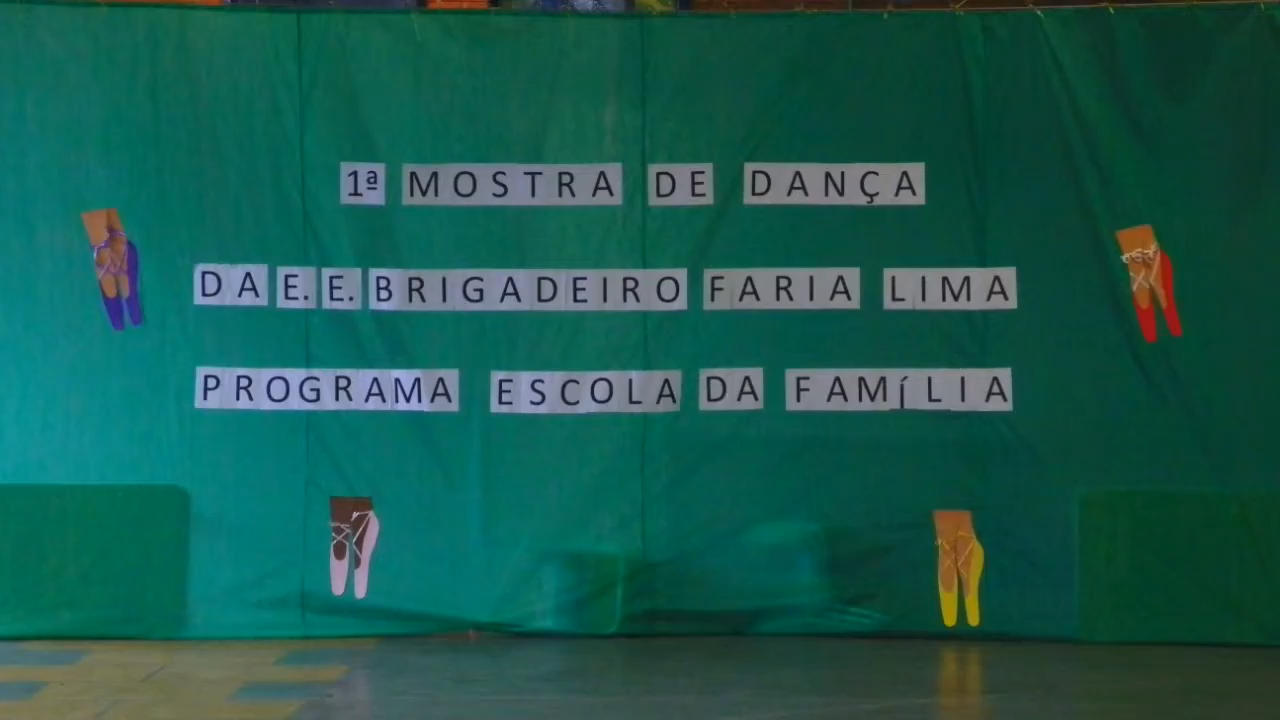 1ª MOSTRA DE DANÇA
DA E. E. BRIGADEIRO FARIA LIMA
PROGRAMA ESCOLA DA FAMÍLIA